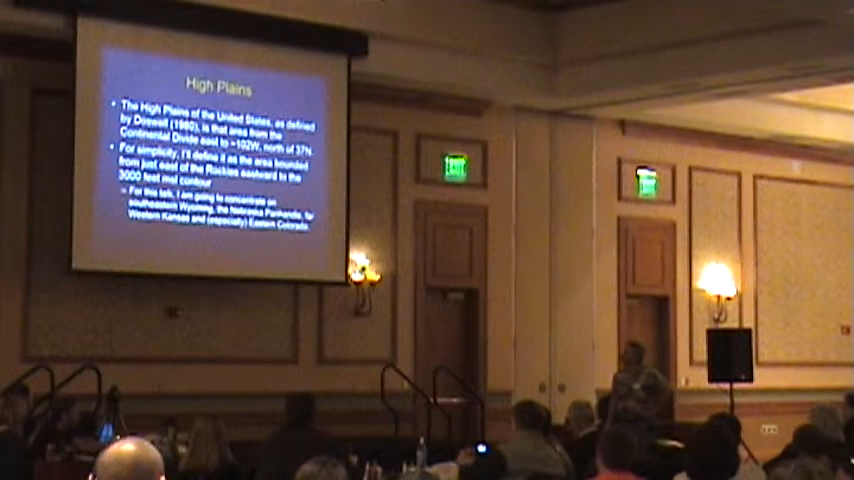 High Plains
• The High Plains of the United States, as defined
by Doswell (1980), is that area from the
Continental Divide east to ~102W, north of 37N.
• For simplicity, I'll define it as the area bounded
from just east of the Rockies eastward to the
3000 feet msl contour
– For this talk, I am going to concentrate on
southeastern Wyoming, the Nebraska Panhandle, far
Western Kansas and (especially) Eastern Colorado.
EXIT
EXIT